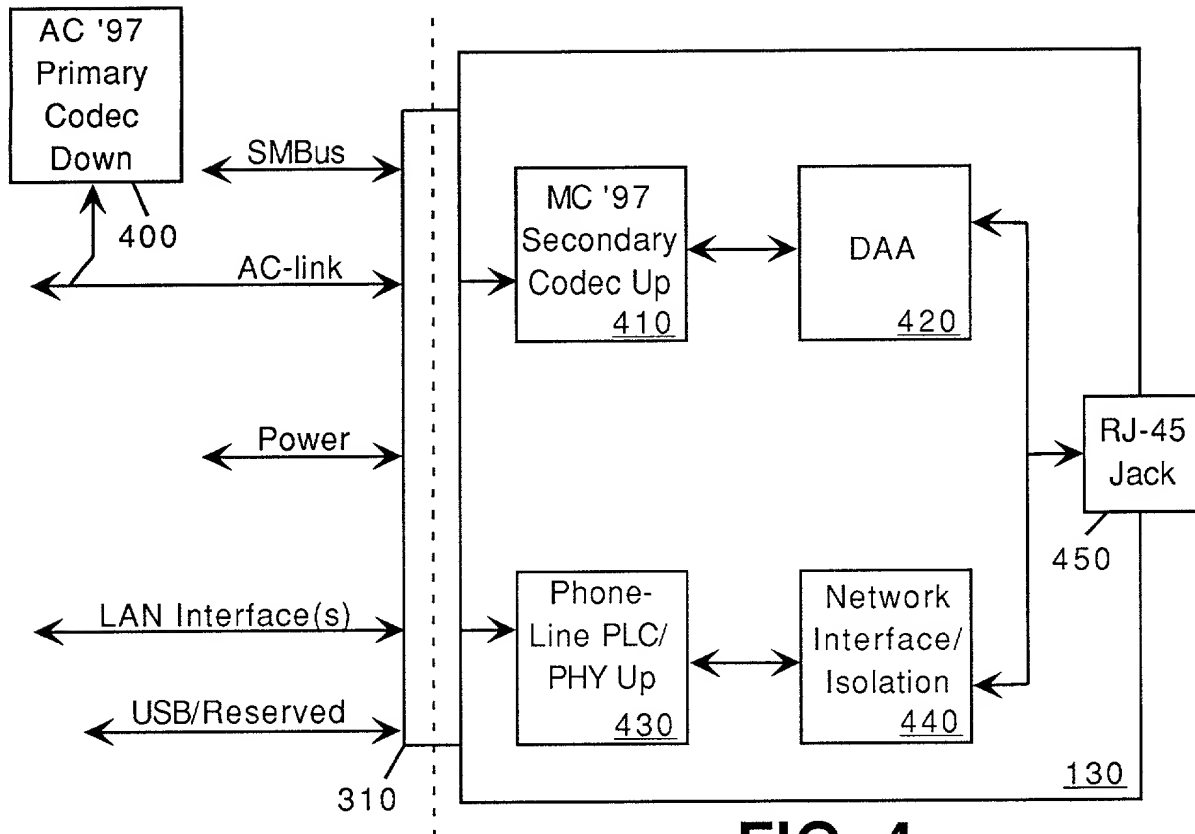 AC '97
Primary
Codec
Down
400
SMBus
AC-link
Power
LAN Interface(s)
USB/Reserved
310
MC '97
Secondary
Codec Up
410
DAA
420
Phone-
Line PLC/
PHY Up
430
Network
Interface/
Isolation
440
RJ-45
Jack
450
130
FIG. 4